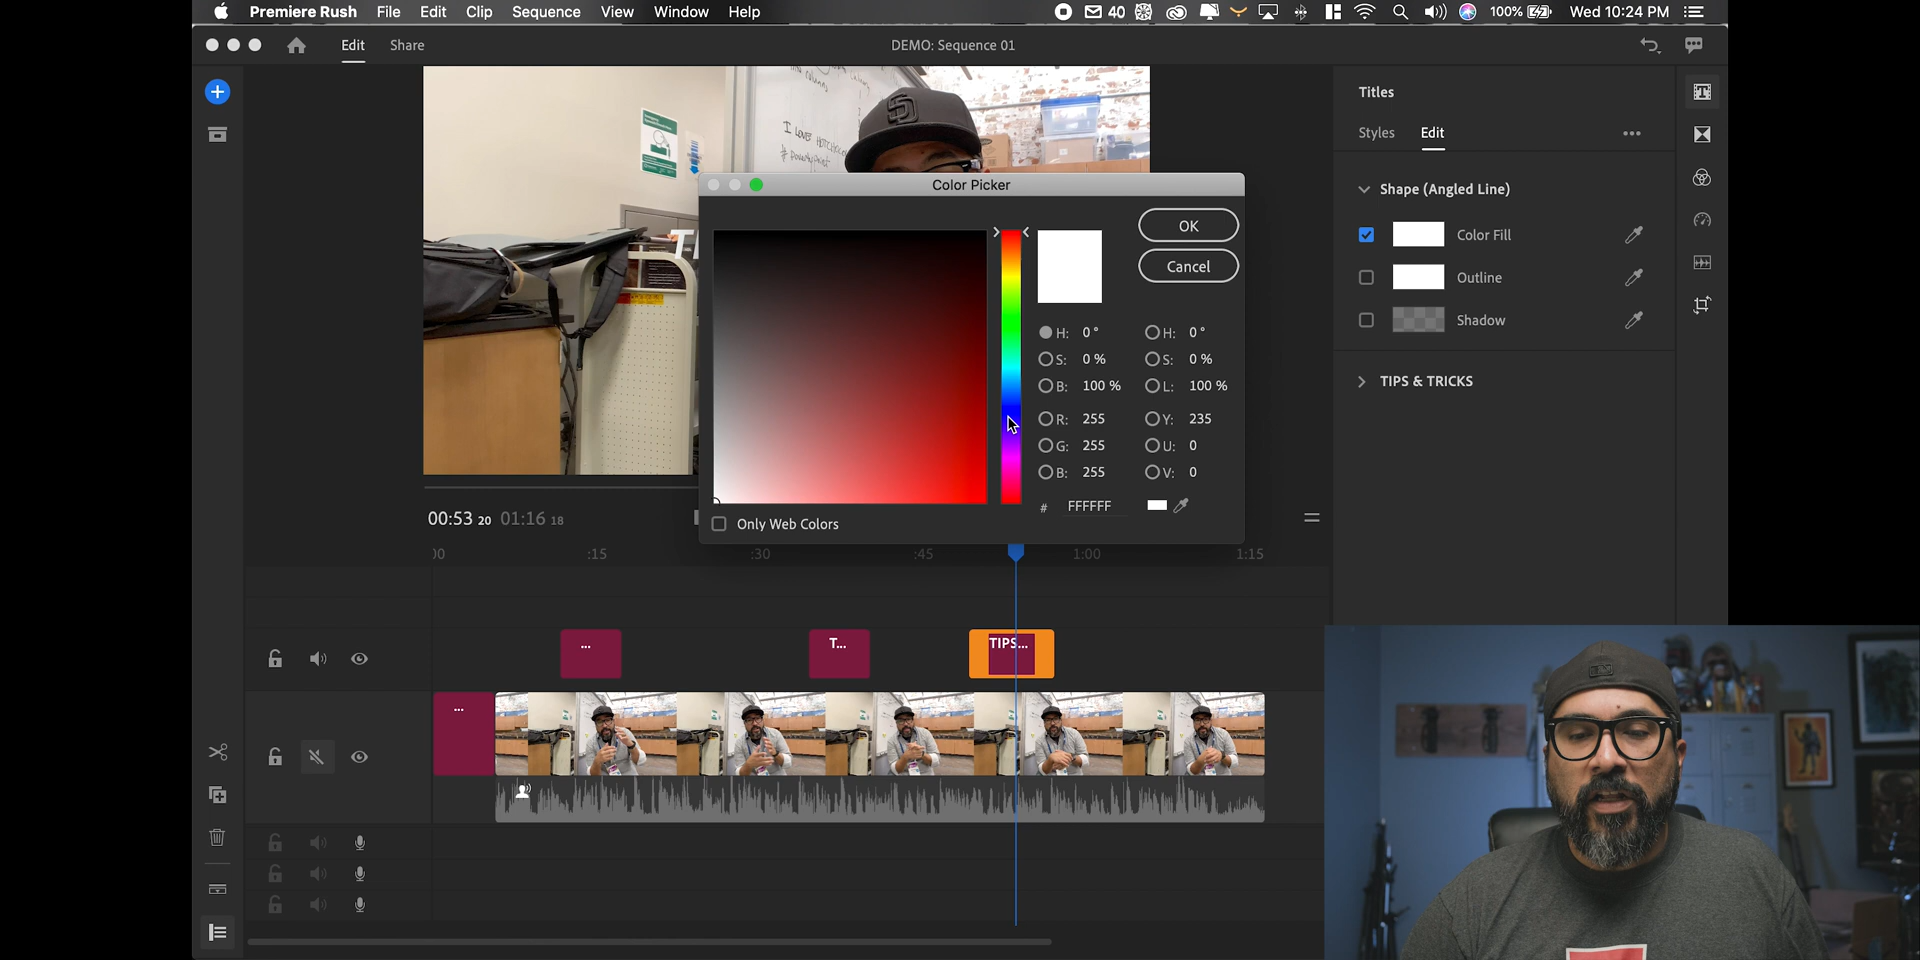 Premiere Rush File Edit Clip Sequence View Window Help 40 100% Wed 10:24 PM
Edit Share DEMO: Sequence 01
Titles
Styles Edit
Shape (Angled Line)
Color Fill
Outline
Shadow
TIPS & TRICKS
I LOVE
T
Color Picker
OK
Cancel
H: 0° H: 0°
S: 0 % S: 0 %
B: 100 % L: 100 %
R: 255 Y: 235
G: 255 U: 0
B: 255 V: 0
# FFFFFF
Only Web Colors
00:53 20 01:16 18
00 :15 :30 :45 1:00 1:15
... T... TIPS...
...